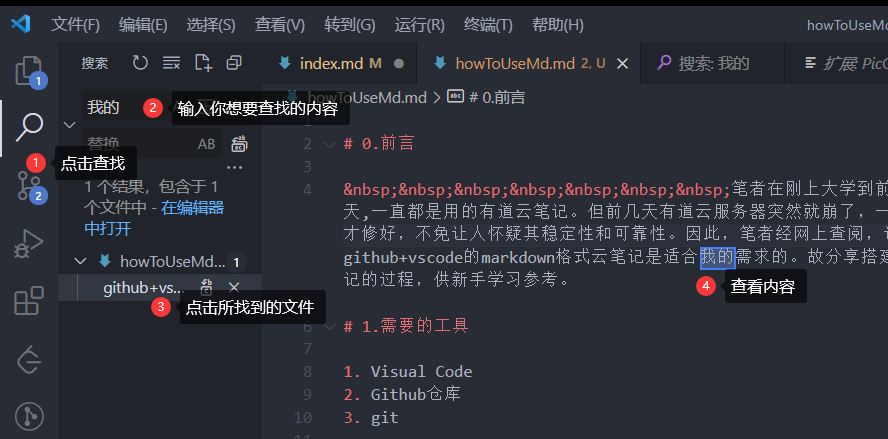 文件(F) 编辑(E) 选择(S) 查看(V) 转到(G) 运行(R) 终端(T) 帮助(H) howToUseMd
搜索
index.md M
howToUseMd.md 2, U
搜索: 我的
扩展: PicG
1
我的
2 输入你想要查找的内容
替换
AB
1 点击查找
2
1 个结果，包含于 1
个文件中 - 在编辑器
中打开
howToUseMd... 1
github+vs...
3 点击所找到的文件
howToUseMd.md > # 0.前言
2 # 0.前言
3
4 &nbsp;&nbsp;&nbsp;&nbsp;&nbsp;&nbsp;&nbsp;笔者在刚上大学到前
天,一直都是用的有道云笔记。但前几天有道云服务器突然就崩了，一
才修好，不免让人怀疑其稳定性和可靠性。因此，笔者经网上查阅，
github+vscode的markdown格式云笔记是适合我的需求的。故分享搭建
记的过程，供新手学习参考。
4 查看内容
6 # 1.需要的工具
7
8 1. Visual Code
9 2. Github仓库
10 3. git